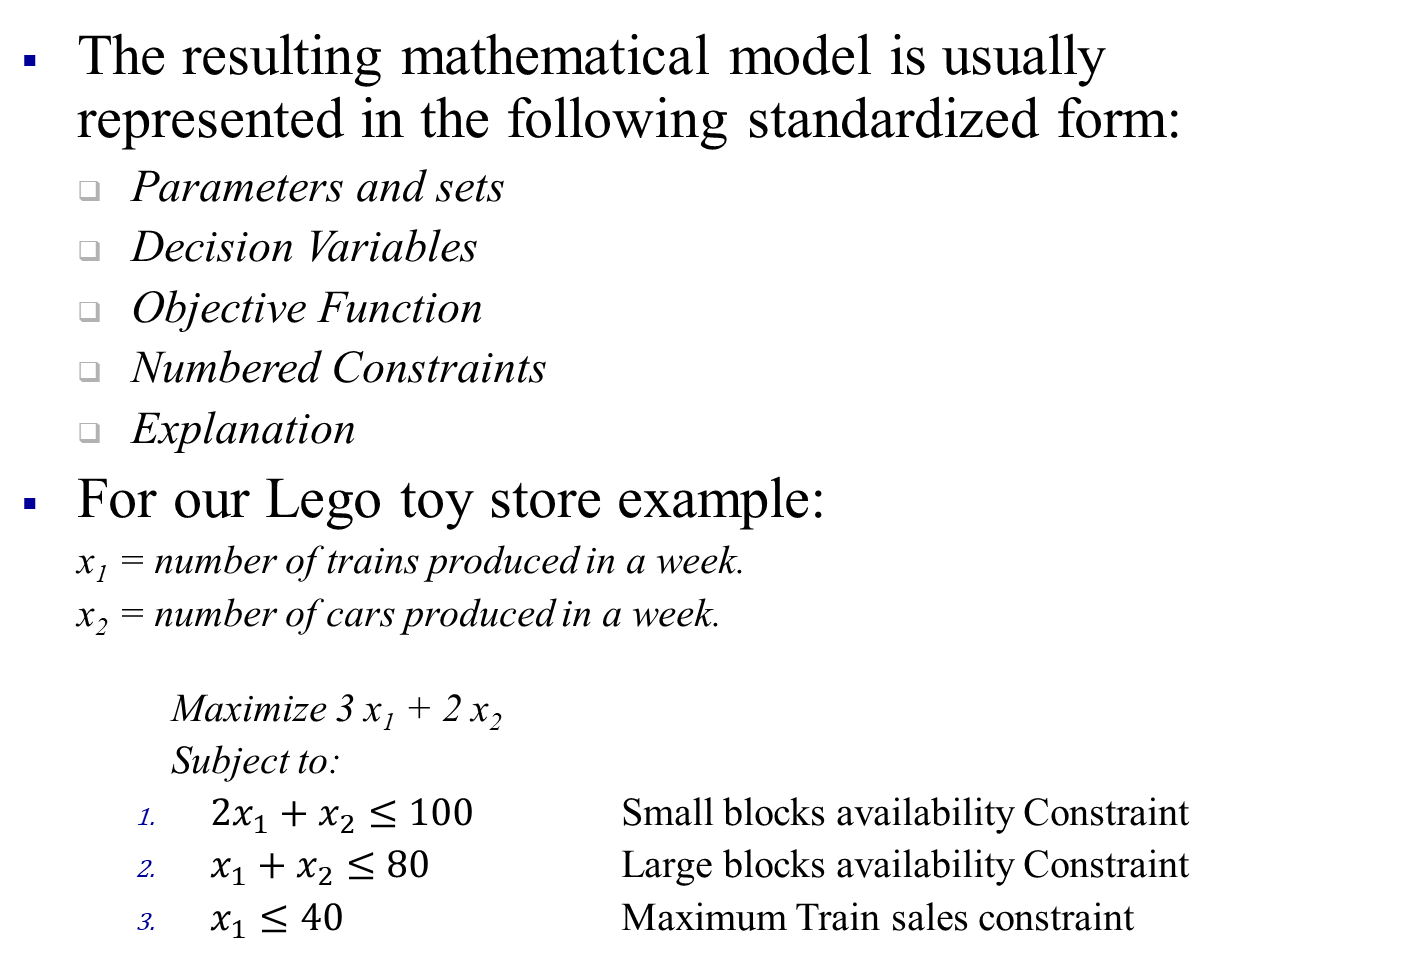 ▪ The resulting mathematical model is usually
represented in the following standardized form:
❑ Parameters and sets
❑ Decision Variables
❑ Objective Function
❑ Numbered Constraints
❑ Explanation
▪ For our Lego toy store example:
x₁ = number of trains produced in a week.
x₂ = number of cars produced in a week.
Maximize 3 x₁ + 2 x₂
Subject to:
1. 2x₁ + x₂ ≤ 100 Small blocks availability Constraint
2. x₁ + x₂ ≤ 80 Large blocks availability Constraint
3. x₁ ≤ 40 Maximum Train sales constraint